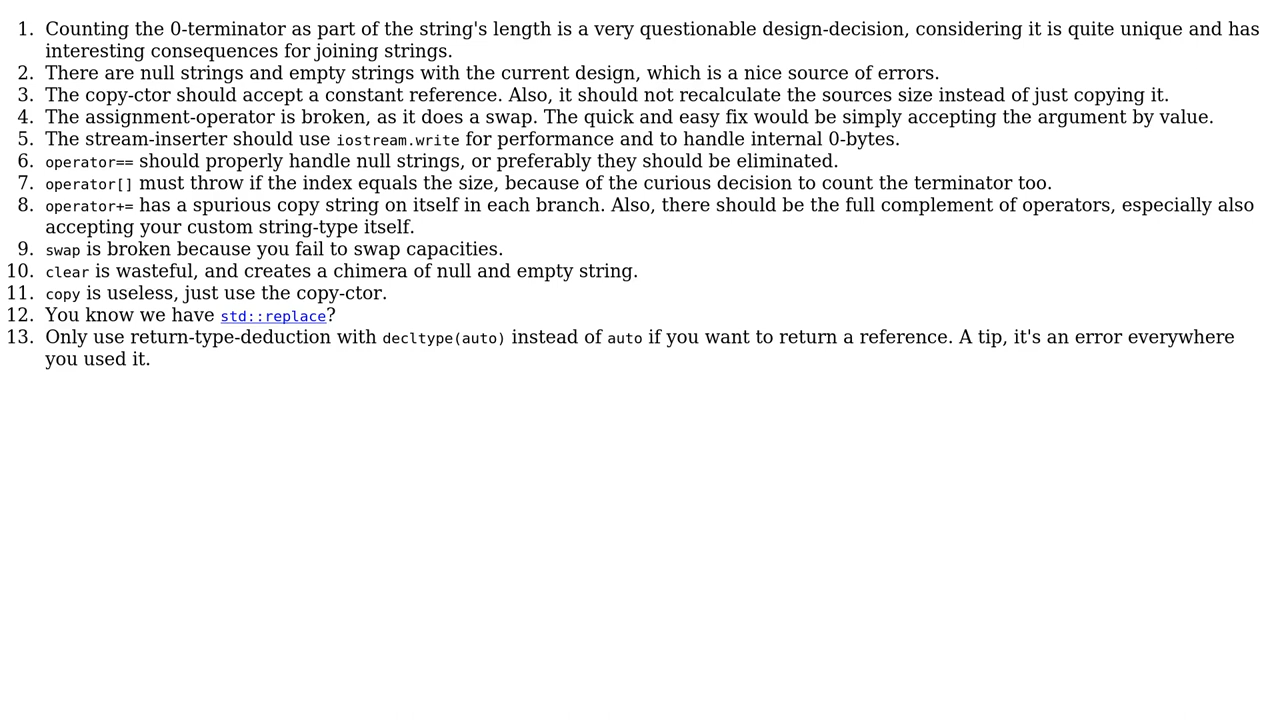 1. Counting the 0-terminator as part of the string's length is a very questionable design-decision, considering it is quite unique and has
interesting consequences for joining strings.
2. There are null strings and empty strings with the current design, which is a nice source of errors.
3. The copy-ctor should accept a constant reference. Also, it should not recalculate the sources size instead of just copying it.
4. The assignment-operator is broken, as it does a swap. The quick and easy fix would be simply accepting the argument by value.
5. The stream-inserter should use iostream.write for performance and to handle internal 0-bytes.
6. operator== should properly handle null strings, or preferably they should be eliminated.
7. operator[] must throw if the index equals the size, because of the curious decision to count the terminator too.
8. operator+= has a spurious copy string on itself in each branch. Also, there should be the full complement of operators, especially also
accepting your custom string-type itself.
9. swap is broken because you fail to swap capacities.
10. clear is wasteful, and creates a chimera of null and empty string.
11. copy is useless, just use the copy-ctor.
12. You know we have std::replace?
13. Only use return-type-deduction with decltype(auto) instead of auto if you want to return a reference. A tip, it's an error everywhere
you used it.